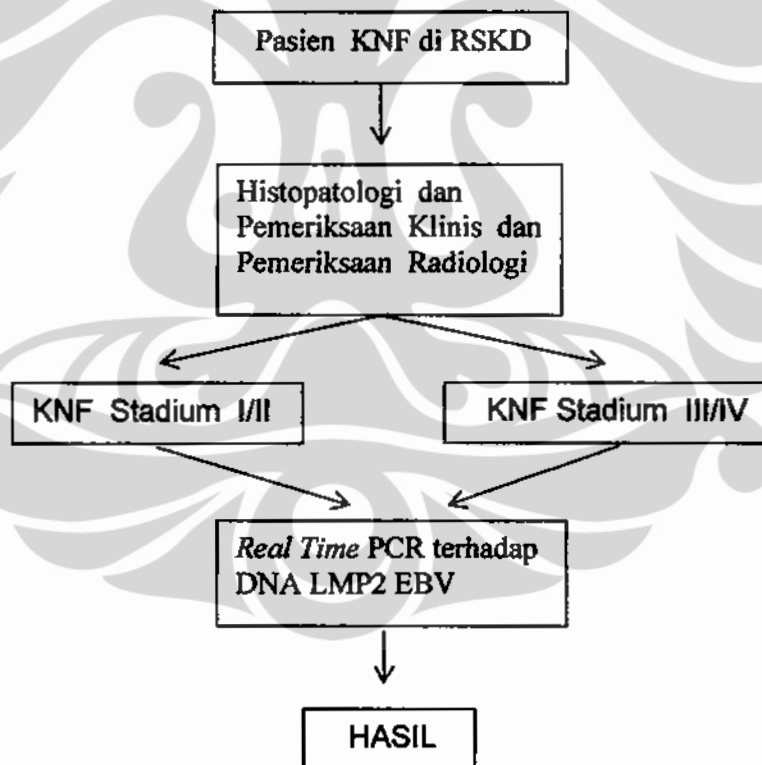 Pasien KNF di RSKD
Histopatologi dan
Pemeriksaan Klinis dan
Pemeriksaan Radiologi
KNF Stadium I/II
KNF Stadium III/IV
Real Time PCR terhadap
DNA LMP2 EBV
HASIL